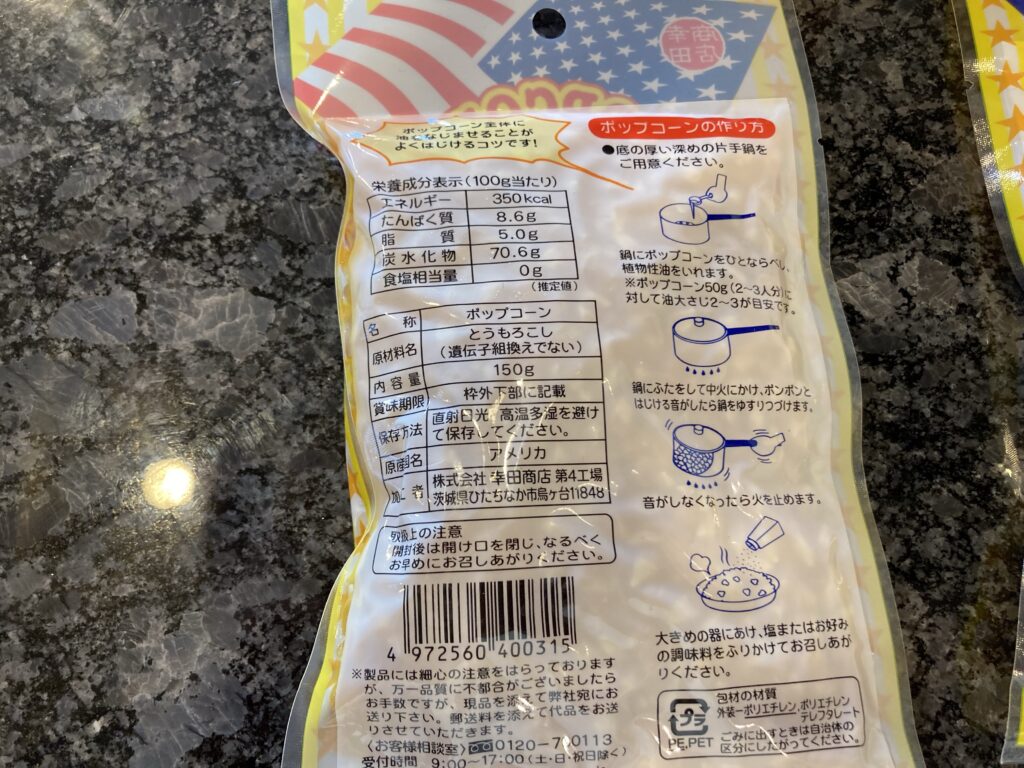 幸田
商店
ポップコーン全体に
油をなじませることが
よくはじけるコツです!
栄養成分表示(100g当たり)
エネルギー 350kcal
たんぱく質 8.6g
脂 質 5.0g
炭水化物 70.6g
食塩相当量 0g
(推定値)
名 称 ポップコーン
原材料名 とうもろこし
(遺伝子組換えでない)
内容量 150g
賞味期限 枠外下部に記載
保存方法 直射日光、高温多湿を避け
て保存してください。
原産国名 アメリカ
加工者 株式会社 幸田商店 第4工場
茨城県ひたちなか市烏ヶ台11848
取扱上の注意
開封後は開け口を閉じ、なるべく
お早めにお召しあがりください。
4 972560 400315
※製品には細心の注意をはらっております
が、万一品質に不都合がございましたら
お手数ですが、現品を添えて弊社宛にお
送り下さい。郵送料を添えて代品をお送
りさせていただきます。
〈お客様相談室〉 0120-770113
受付時間 9:00〜17:00(土・日・祝日除く)
ポップコーンの作り方
●底の厚い深めの片手鍋を
ご用意ください。
鍋にポップコーンをひとならべし、
植物性油をいれます。
※ポップコーン50g(2〜3人分)に
対して油大さじ2〜3が目安です。
鍋にふたをして中火にかけ、ポンポンと
はじける音がしたら鍋をゆすりつづけます。
音がしなくなったら火を止めます。
大きめの器にあけ、塩またはお好み
の調味料をふりかけてお召しあが
りください。
プラ
PE.PET
包材の材質
外装−ポリエチレン、ポリエチレン
テレフタレート
ごみに出すときは自治体の
区分にしたがってください。